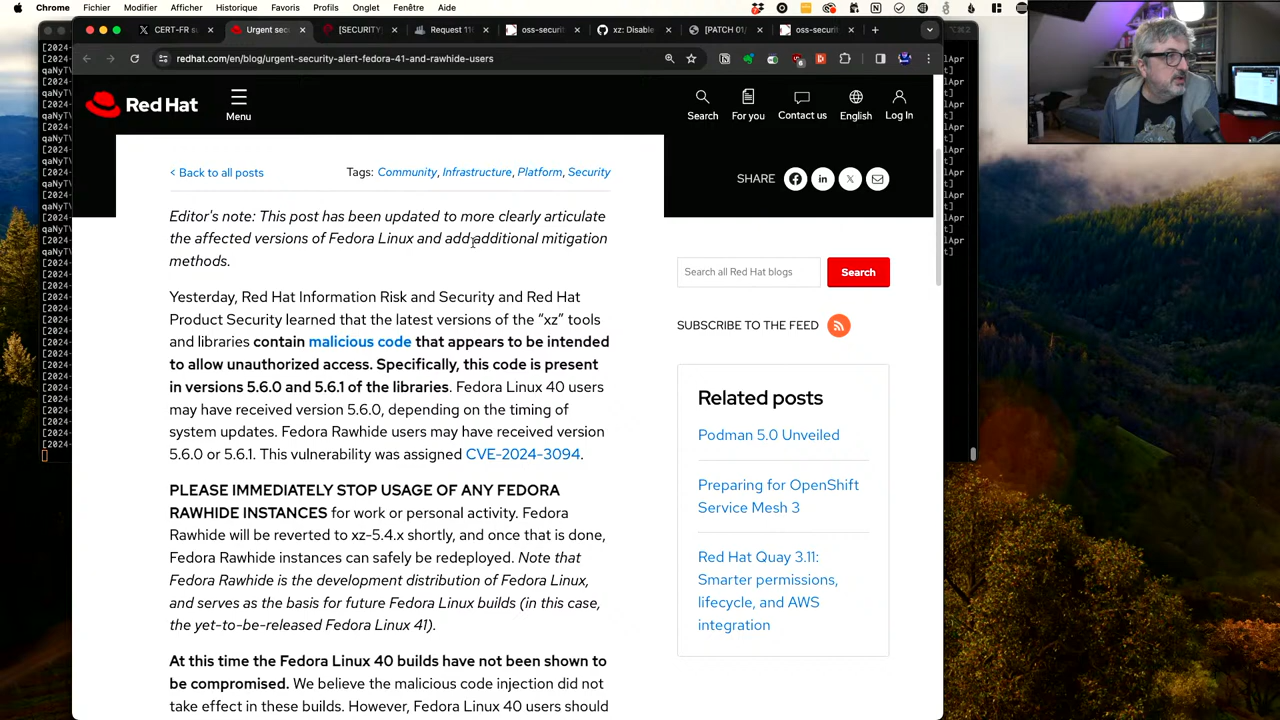 Chrome Fichier Modifier Afficher Historique Favoris Profils Onglet Fenêtre Aide
CERT-FR Urgent sec [SECURITY Request 11 oss-securit xz: Disable [PATCH 01/ oss-securit
redhat.com/en/blog/urgent-security-alert-fedora-41-and-rawhide-users
Red Hat
Menu
Search For you Contact us English Log In
< Back to all posts
Tags: Community, Infrastructure, Platform, Security
SHARE
Editor's note: This post has been updated to more clearly articulate
the affected versions of Fedora Linux and add additional mitigation
methods.
Yesterday, Red Hat Information Risk and Security and Red Hat
Product Security learned that the latest versions of the “xz” tools
and libraries contain malicious code that appears to be intended
to allow unauthorized access. Specifically, this code is present
in versions 5.6.0 and 5.6.1 of the libraries. Fedora Linux 40 users
may have received version 5.6.0, depending on the timing of
system updates. Fedora Rawhide users may have received version
5.6.0 or 5.6.1. This vulnerability was assigned CVE-2024-3094.
PLEASE IMMEDIATELY STOP USAGE OF ANY FEDORA
RAWHIDE INSTANCES for work or personal activity. Fedora
Rawhide will be reverted to xz-5.4.x shortly, and once that is done,
Fedora Rawhide instances can safely be redeployed. Note that
Fedora Rawhide is the development distribution of Fedora Linux,
and serves as the basis for future Fedora Linux builds (in this case,
the yet-to-be-released Fedora Linux 41).
At this time the Fedora Linux 40 builds have not been shown to
be compromised. We believe the malicious code injection did not
take effect in these builds. However, Fedora Linux 40 users should
Search all Red Hat blogs
Search
SUBSCRIBE TO THE FEED
Related posts
Podman 5.0 Unveiled
Preparing for OpenShift
Service Mesh 3
Red Hat Quay 3.11:
Smarter permissions,
lifecycle, and AWS
integration